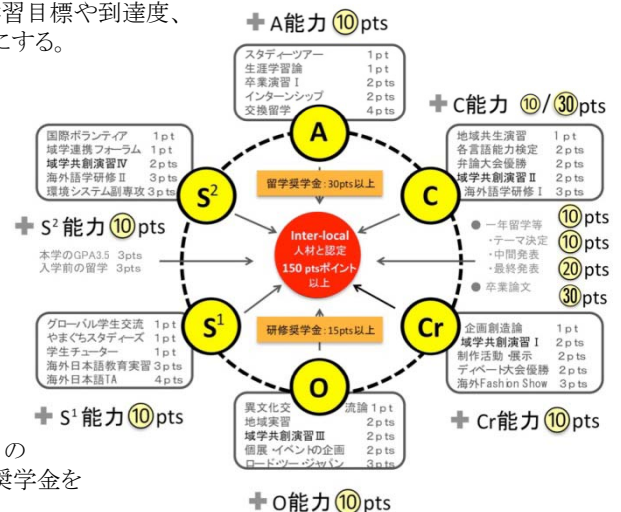 学習目標や到達度、
にする。
+ A能力 10 pts
スタディーツアー 1pt
生涯学習論 1pt
卒業演習Ⅰ 2pts
インターンシップ 2pts
交換留学 4pts
A
+ C能力 10/30pts
地域共生演習 1pt
各言語能力検定 2pts
弁論大会優勝 2pts
域学共創演習Ⅱ 2pts
海外語学研修Ⅰ 3pts
C
国際ボランティア 1pt
域学連携フォーラム 1pt
域学共創演習Ⅳ 2pts
海外語学研修Ⅱ 3pts
環境システム副専攻 3pts
S²
+ S²能力 10 pts
本学のGPA3.5 3pts
入学前の留学 3pts
留学奨学金:30pts以上
Inter-local
人材と認定
150 ptsポイント
以上
研修奨学金:15pts以上
● 一年留学等 10pts
・テーマ決定 10pts
・中間発表 20pts
・最終発表
● 卒業論文 30pts
グローバル学生交流 1pt
やまぐちスタディーズ 1pt
学生チューター 1pt
海外日本語教育実習 3pts
海外日本語TA 4pts
S¹
+ S¹能力 10 pts
Cr
企画創造論 1pt
域学共創演習Ⅰ 2pts
制作活動・展示 2pts
ディベート大会優勝 2pts
海外Fashion Show 3pts
+ Cr能力 10 pts
O
異文化交 流論 1pt
地域実習 2pts
域学共創演習Ⅲ 2pts
個展・イベントの企画 2pts
ロード・ツー・ジャパン 3pts
+ O能力 10 pts
の
奨学金を